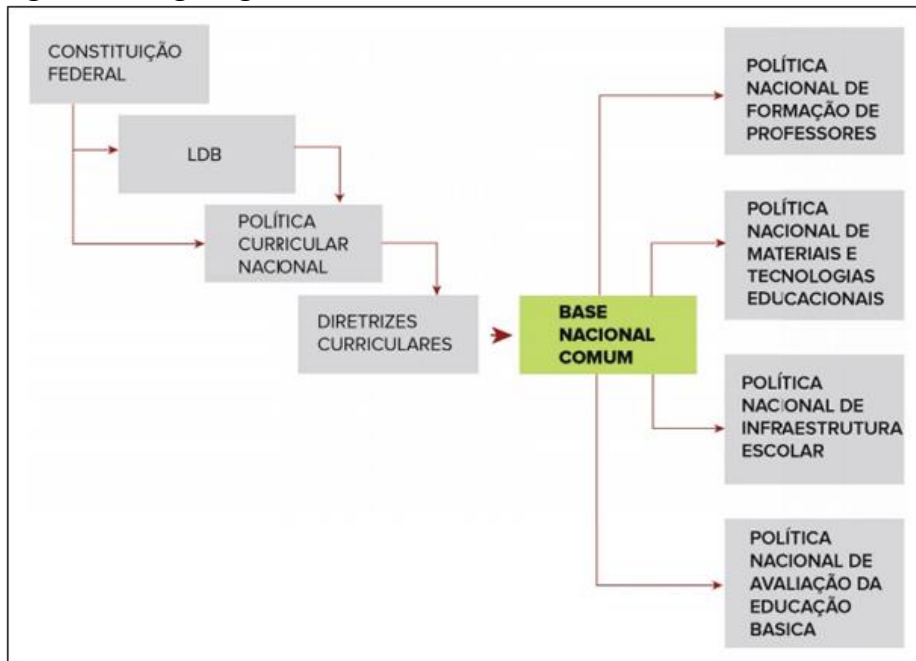 CONSTITUIÇÃO
FEDERAL
LDB
POLÍTICA
CURRICULAR
NACIONAL
DIRETRIZES
CURRICULARES
BASE
NACIONAL
COMUM
POLÍTICA
NACIONAL DE
FORMAÇÃO DE
PROFESSORES
POLÍTICA
NACIONAL DE
MATERIAIS E
TECNOLOGIAS
EDUCACIONAIS
POLÍTICA
NACIONAL DE
INFRAESTRUTURA
ESCOLAR
POLÍTICA
NACIONAL DE
AVALIAÇÃO DA
EDUCAÇÃO
BASICA